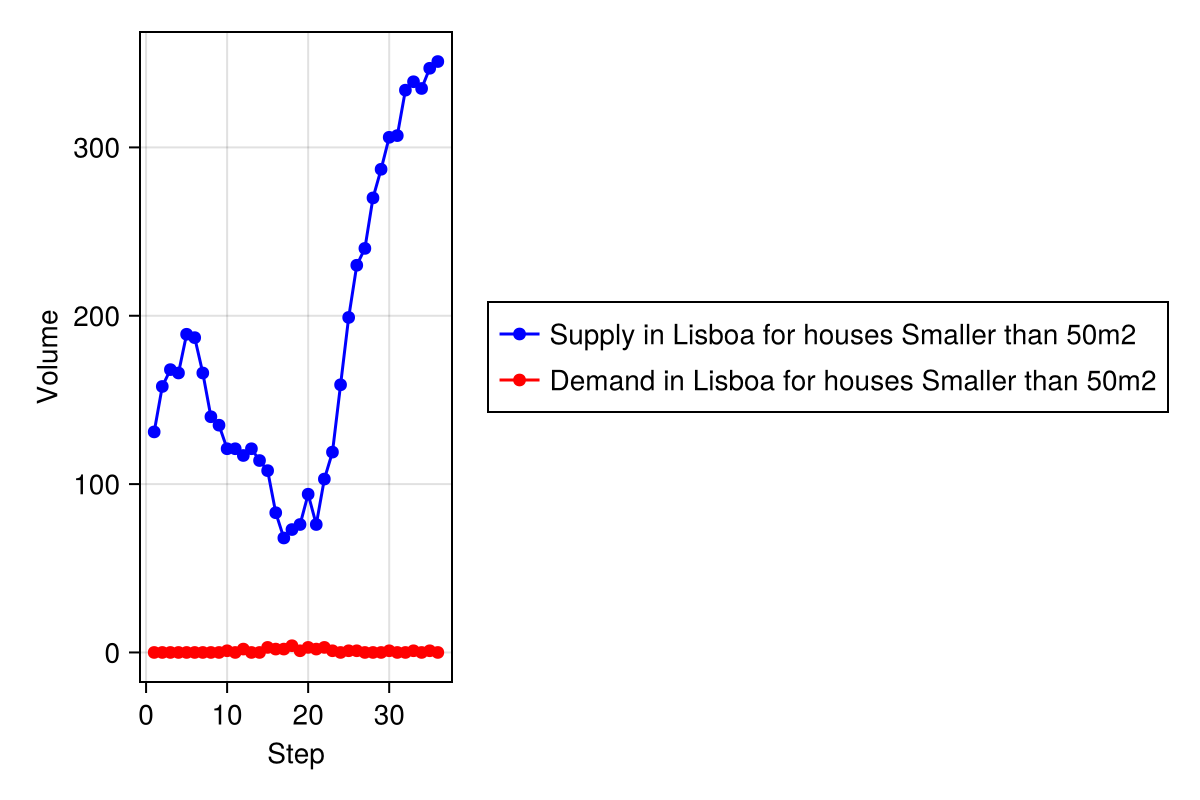 300
200
100
0
Volume
0 10 20 30
Step
Supply in Lisboa for houses Smaller than 50m2
Demand in Lisboa for houses Smaller than 50m2